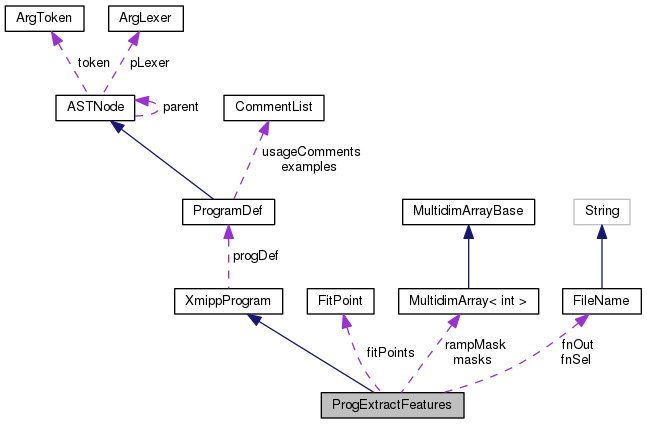 ArgToken
ArgLexer
token
pLexer
ASTNode
parent
CommentList
usageComments
examples
ProgramDef
MultidimArrayBase
String
progDef
XmippProgram
FitPoint
MultidimArray< int >
FileName
fitPoints
rampMask
masks
fnOut
fnSel
ProgExtractFeatures